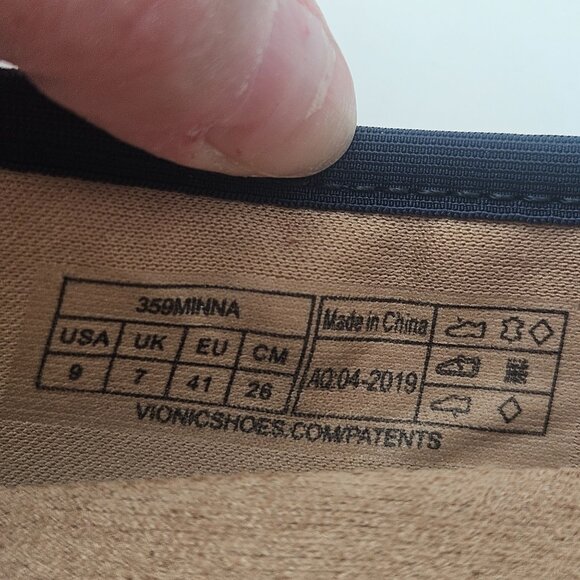 359MINNA
USA UK EU CM
9 7 41 26
Made in China
AQ:04-2019
VIONICSHOES.COM/PATENTS